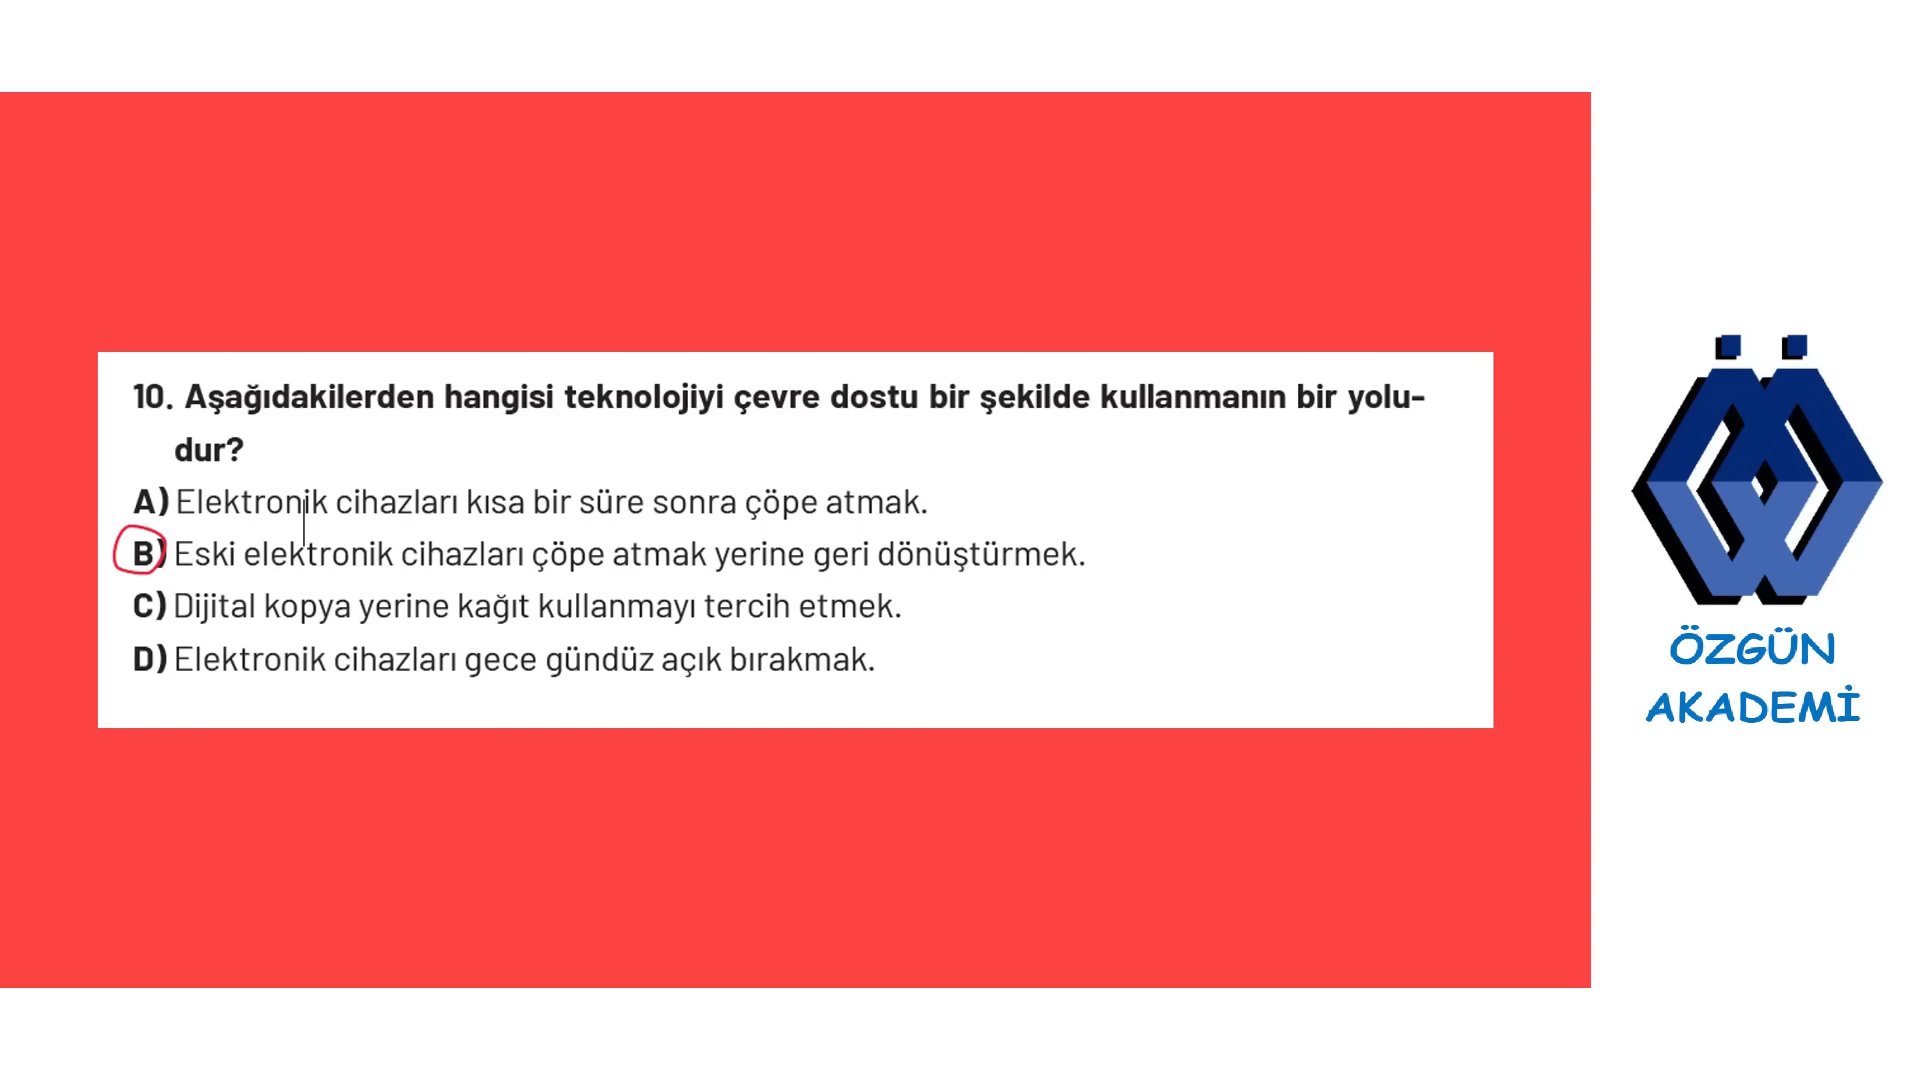 10. Aşağıdakilerden hangisi teknolojiyi çevre dostu bir şekilde kullanmanın bir yolu-
dur?
A) Elektronik cihazları kısa bir süre sonra çöpe atmak.
B) Eski elektronik cihazları çöpe atmak yerine geri dönüştürmek.
C) Dijital kopya yerine kağıt kullanmayı tercih etmek.
D) Elektronik cihazları gece gündüz açık bırakmak.
ÖZGÜN
AKADEMİ